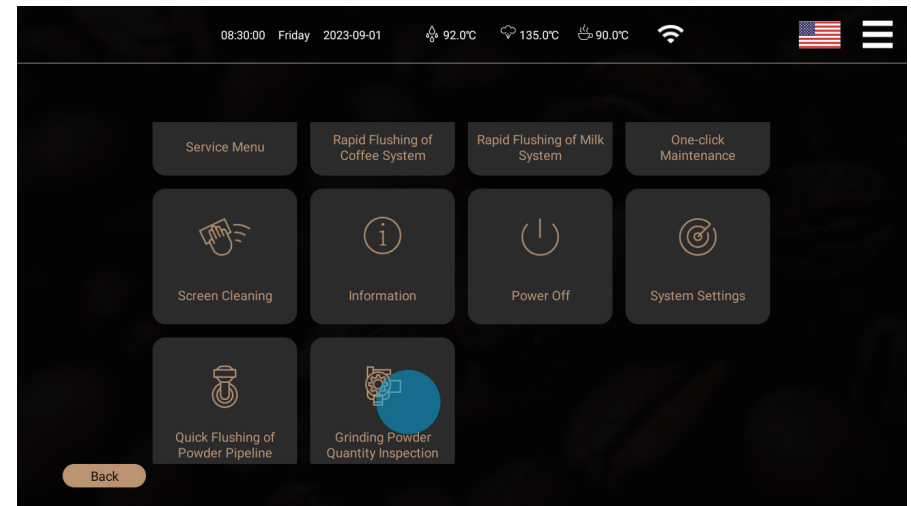 08:30:00 Friday 2023-09-01 92.0℃ 135.0℃ 90.0℃
Service Menu
Rapid Flushing of
Coffee System
Rapid Flushing of Milk
System
One-click
Maintenance
Screen Cleaning
Information
Power Off
System Settings
Quick Flushing of
Powder Pipeline
Grinding Powder
Quantity Inspection
Back